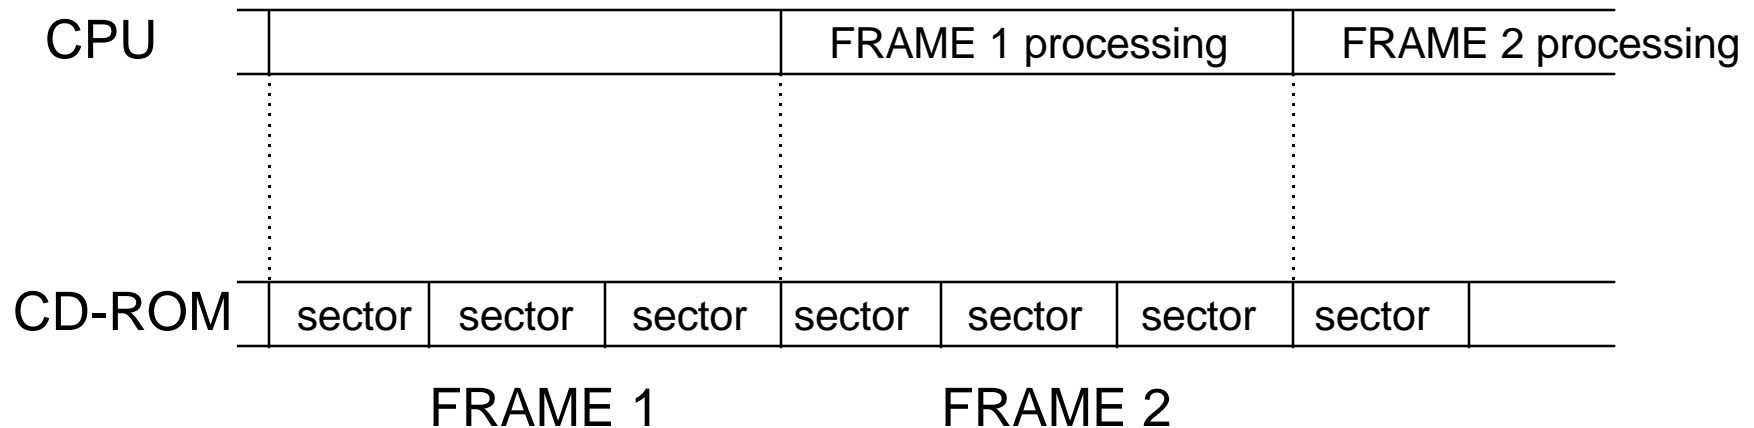 CPU FRAME 1 processing FRAME 2 processing
CD-ROM sector sector sector sector sector sector sector
FRAME 1 FRAME 2